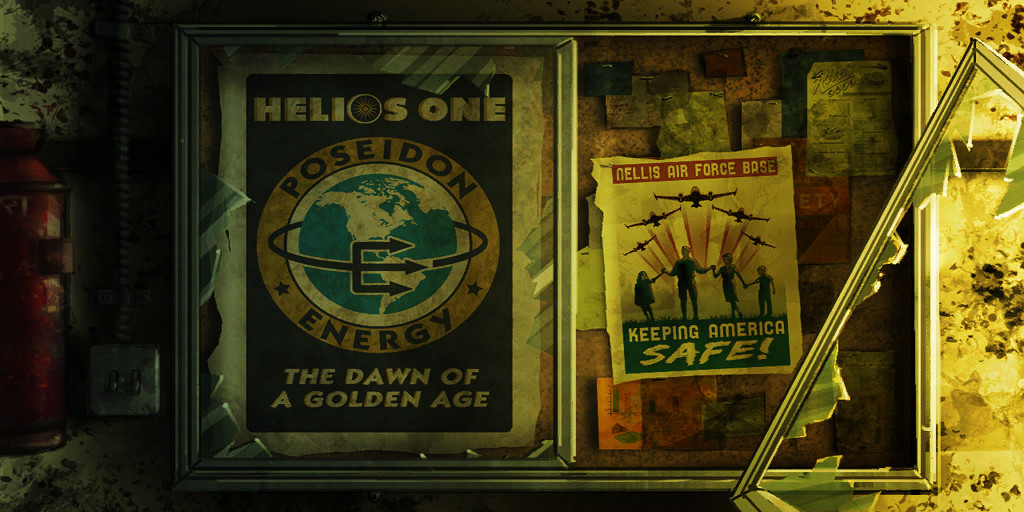 HELIOS ONE
POSEIDON
ENERGY
THE DAWN OF
A GOLDEN AGE
NELLIS AIR FORCE BASE
KEEPING AMERICA
SAFE!